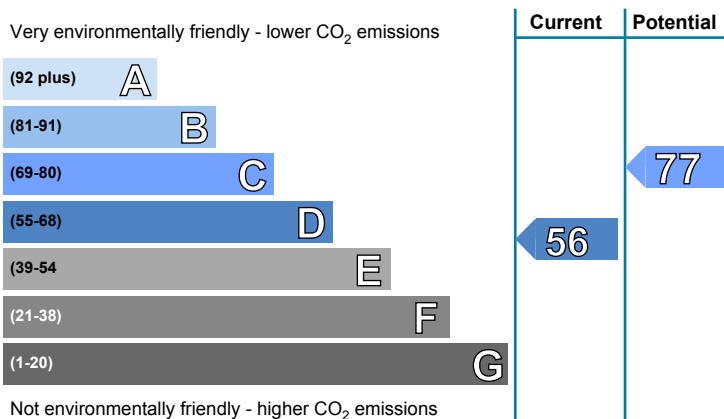 Current Potential
Very environmentally friendly - lower CO2 emissions
(92 plus) A
(81-91) B
(69-80) C
77
(55-68) D
56
(39-54 E
(21-38) F
(1-20) G
Not environmentally friendly - higher CO2 emissions